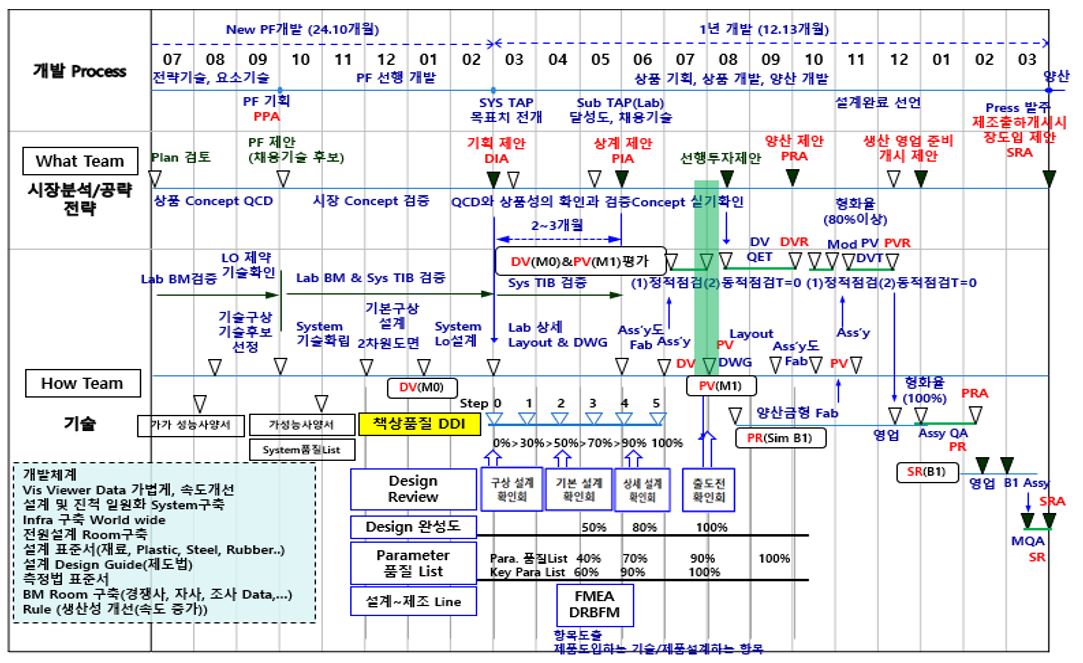 New PF개발 (24.10개월)
1년 개발 (12.13개월)
개발 Process
07 08 09 10 11 12 01 02 03 04 05 06 07 08 09 10 11 12 01 02 03
전략기술, 요소기술
PF 선행 개발
상품 기획, 상품 개발, 양산 개발
양산
PF 기획
PPA
SYS TAP
목표치 전개
Sub TAP(Lab)
달성도, 채용기술
설계완료 선언
Press 발주
제조출하개시시
장도입 제안
SRA
What Team
시장분석/공략
전략
Plan 검토
PF 제안
(채용기술 후보)
기획 제안
DIA
상계 제안
PIA
선행투자제안
양산 제안
PRA
생산 영업 준비
개시 제안
상품 Concept QCD
시장 Concept 검증
QCD와 상품성의 확인과 검증Concept 실기확인
형화율
(80%이상)
2~3개월
DV(M0)&PV(M1)평가
DV
QET
DVR
Mod PV
DVT
PVR
LO 제약
기술확인
Lab BM검증
Lab BM & Sys TIB 검증
Sys TIB 검증
(1)정적점검(2)동적점검T=0
(1)정적점검(2)동적점검T=0
기술구상
기술후보
선정
System
기술확립
기본구상
설계
2차원도면
System
Lo설계
Lab 상세
Layout & DWG
Ass'y도
Fab
Ass'y
DV
PV
Layout
DWG
Ass'y도
Fab
PV
Ass'y
How Team
기술
DV(M0)
PV(M1)
형화율
(100%)
PRA
가가 성능사양서
가성능사양서
System품질List
책상품질 DDI
Step 0 1 2 3 4 5
0%>30%>50%>70%>90% 100%
양산금형 Fab
PR(Sim B1)
영업
Assy QA
PR
SR(B1)
영업
B1 Assy
SRA
MQA
SR
개발체계
Vis Viewer Data 가볍게, 속도개선
설계 및 진척 일원화 System구축
Infra 구축 World wide
전원설계 Room구축
설계 표준서(재료, Plastic, Steel, Rubber..)
설계 Design Guide(제도법)
측정법 표준서
BM Room 구축(경쟁사, 자사, 조사 Data,...)
Rule (생산성 개선(속도 증가))
Design
Review
구상 설계
확인회
기본 설계
확인회
상세 설계
확인회
출도전
확인회
Design 완성도
50% 80% 100%
Parameter
품질 List
Para. 품질List 40% 70% 90% 100%
Key Para List 60% 90% 100%
설계~제조 Line
FMEA
DRBFM
항목도출
제품도입하는 기술/제품설계하는 항목